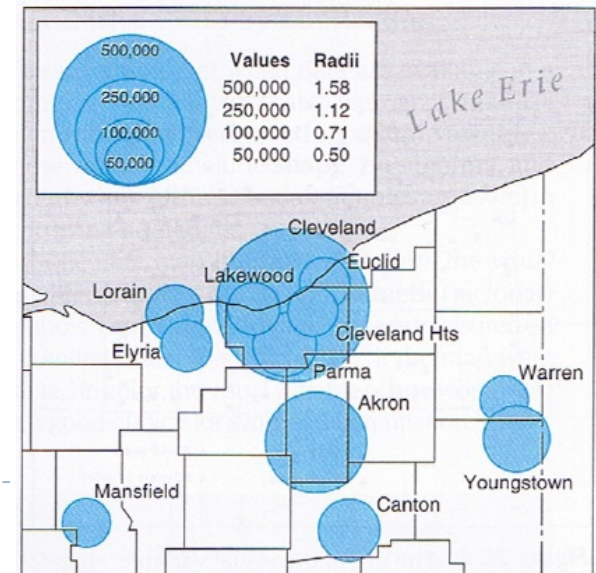 500,000
250,000
100,000
50,000
Values Radii
500,000 1.58
250,000 1.12
100,000 0.71
50,000 0.50
Lake Erie
Cleveland
Euclid
Lakewood
Lorain
Cleveland Hts
Elyria
Parma
Warren
Akron
Youngstown
Mansfield
Canton